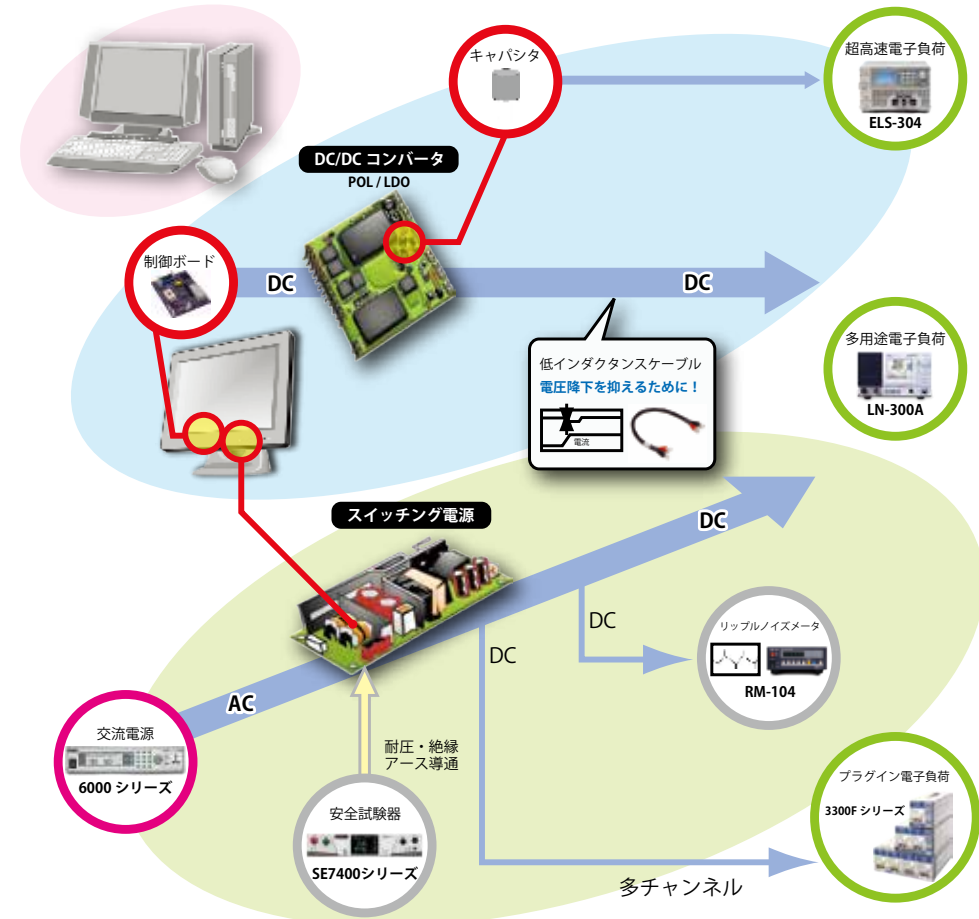 キャパシタ
超高速電子負荷
ELS-304
DC/DC コンバータ
POL / LDO
制御ボード
DC
DC
低インダクタンスケーブル
電圧降下を抑えるために！
電流
多用途電子負荷
LN-300A
スイッチング電源
DC
DC
DC
リップルノイズメータ
RM-104
AC
交流電源
6000 シリーズ
耐圧・絶縁
アース導通
安全試験器
SE7400シリーズ
プラグイン電子負荷
3300F シリーズ
多チャンネル